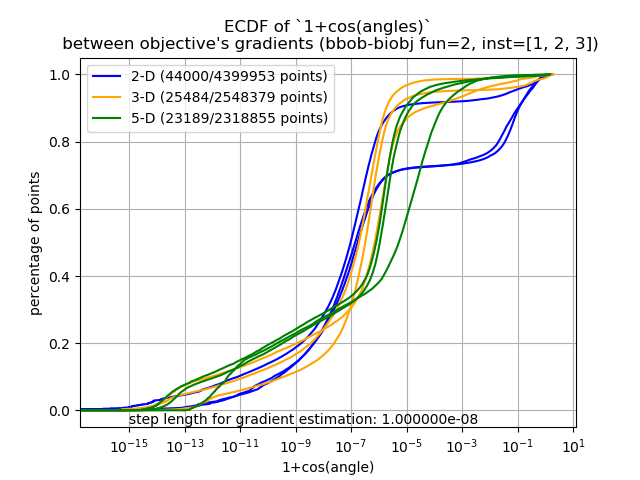 ECDF of `1+cos(angles)`
between objective's gradients (bbob-biobj fun=2, inst=[1, 2, 3])
2-D (44000/4399953 points)
3-D (25484/2548379 points)
5-D (23189/2318855 points)
percentage of points
1.0
0.8
0.6
0.4
0.2
0.0
step length for gradient estimation: 1.000000e-08
10⁻¹⁵ 10⁻¹³ 10⁻¹¹ 10⁻⁹ 10⁻⁷ 10⁻⁵ 10⁻³ 10⁻¹ 10¹
1+cos(angle)